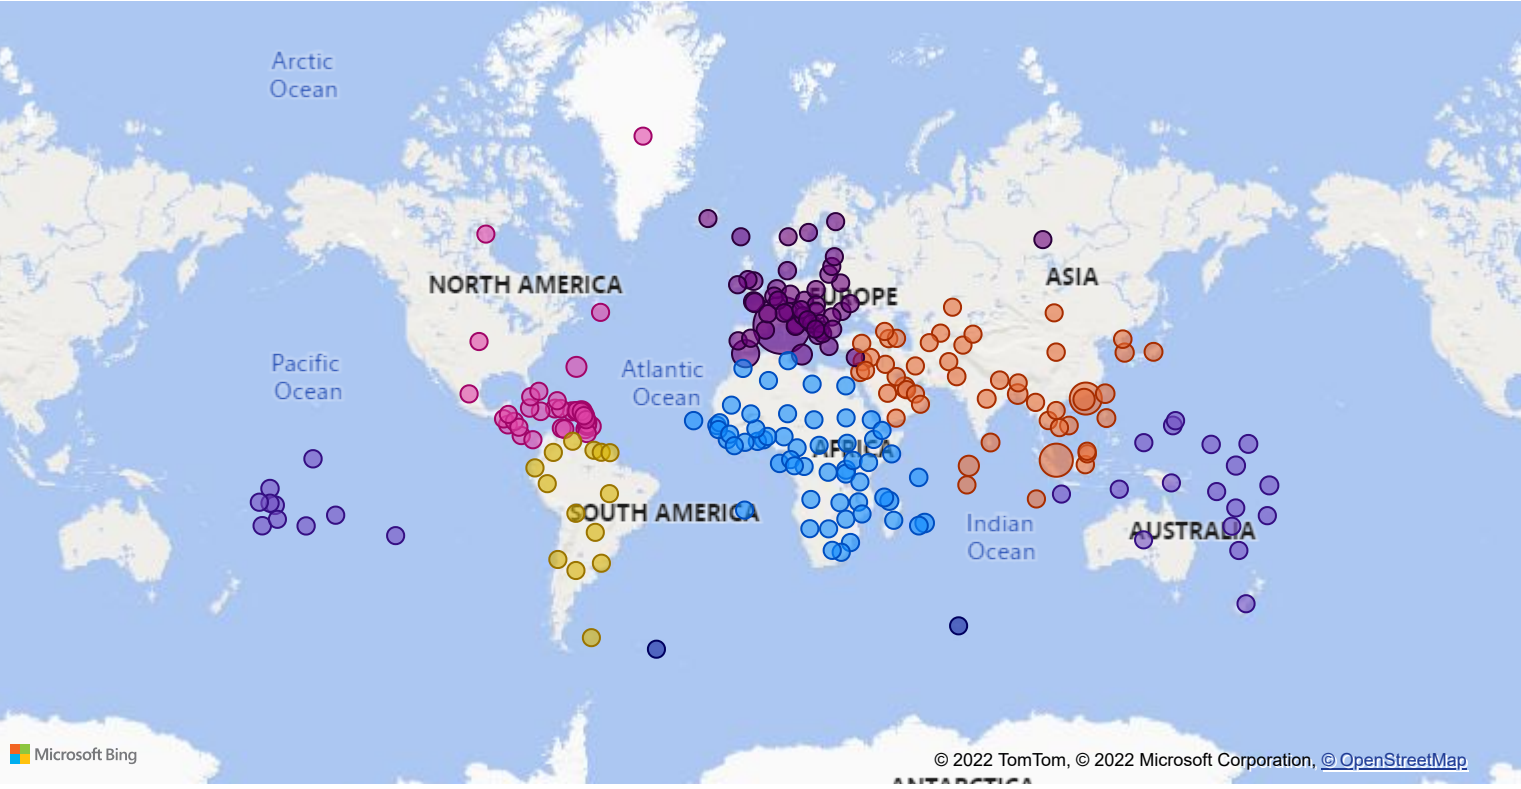 Arctic
Ocean
NORTH AMERICA
EUROPE
ASIA
Pacific
Ocean
Atlantic
Ocean
AFRICA
SOUTH AMERICA
Indian
Ocean
AUSTRALIA
Microsoft Bing
© 2022 TomTom, © 2022 Microsoft Corporation, © OpenStreetMap
ANTARCTICA